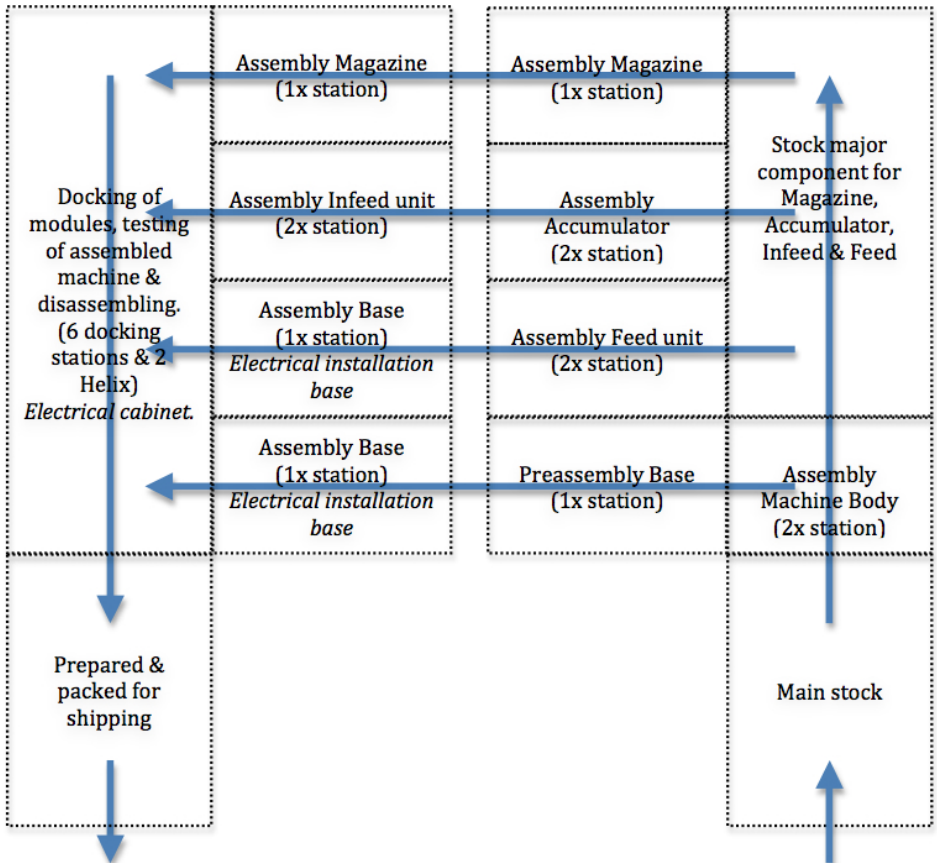 Assembly Magazine
(1x station)
Assembly Magazine
(1x station)
Stock major
component for
Magazine,
Accumulator,
Infeed & Feed
Docking of
modules, testing
of assembled
machine &
disassembling.
(6 docking
stations & 2
Helix)
Electrical cabinet.
Assembly Infeed unit
(2x station)
Assembly
Accumulator
(2x station)
Assembly Base
(1x station)
Electrical installation
base
Assembly Feed unit
(2x station)
Assembly Base
(1x station)
Electrical installation
base
Preassembly Base
(1x station)
Assembly
Machine Body
(2x station)
Prepared &
packed for
shipping
Main stock